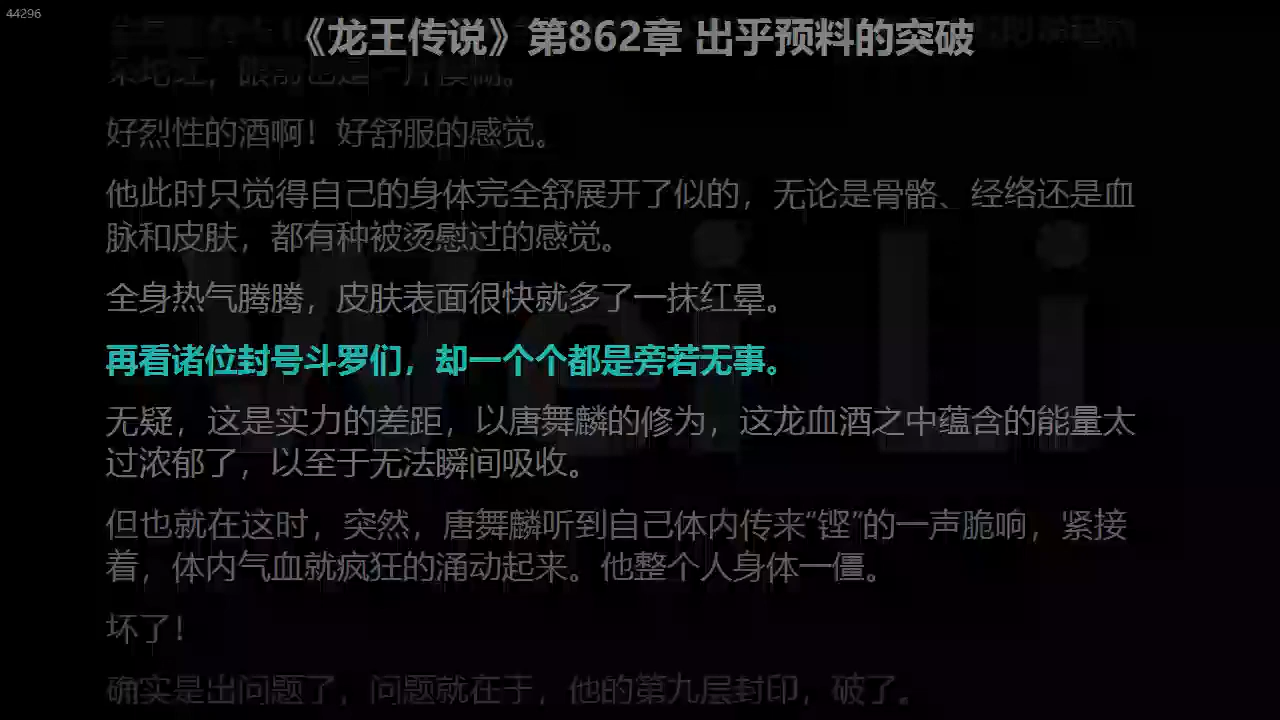 44296
《龙王传说》第862章 出乎预料的突破
好烈性的酒啊！好舒服的感觉。
他此时只觉得自己的身体完全舒展开了似的，无论是骨骼、经络还是血
脉和皮肤，都有种被烫慰过的感觉。
全身热气腾腾，皮肤表面很快就多了一抹红晕。
再看诸位封号斗罗们，却一个个都是旁若无事。
无疑，这是实力的差距，以唐舞麟的修为，这龙血酒之中蕴含的能量太
过浓郁了，以至于无法瞬间吸收。
但也就在这时，突然，唐舞麟听到自己体内传来“铿”的一声脆响，紧接
着，体内气血就疯狂的涌动起来。他整个人身体一僵。
坏了！
确实是出问题了，问题就在于，他的第九层封印，破了。